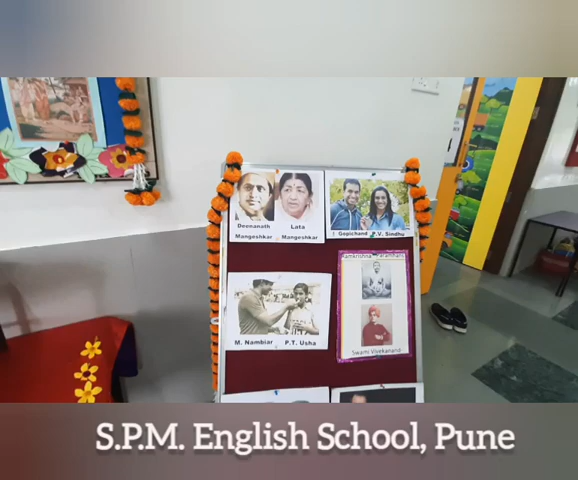 Deenanath Lata
Mangeshkar Mangeshkar
Gopichand P.V. Sindhu
Ramkrishna Paramhans
M. Nambiar P.T. Usha
Swami Vivekanand
S.P.M. English School, Pune